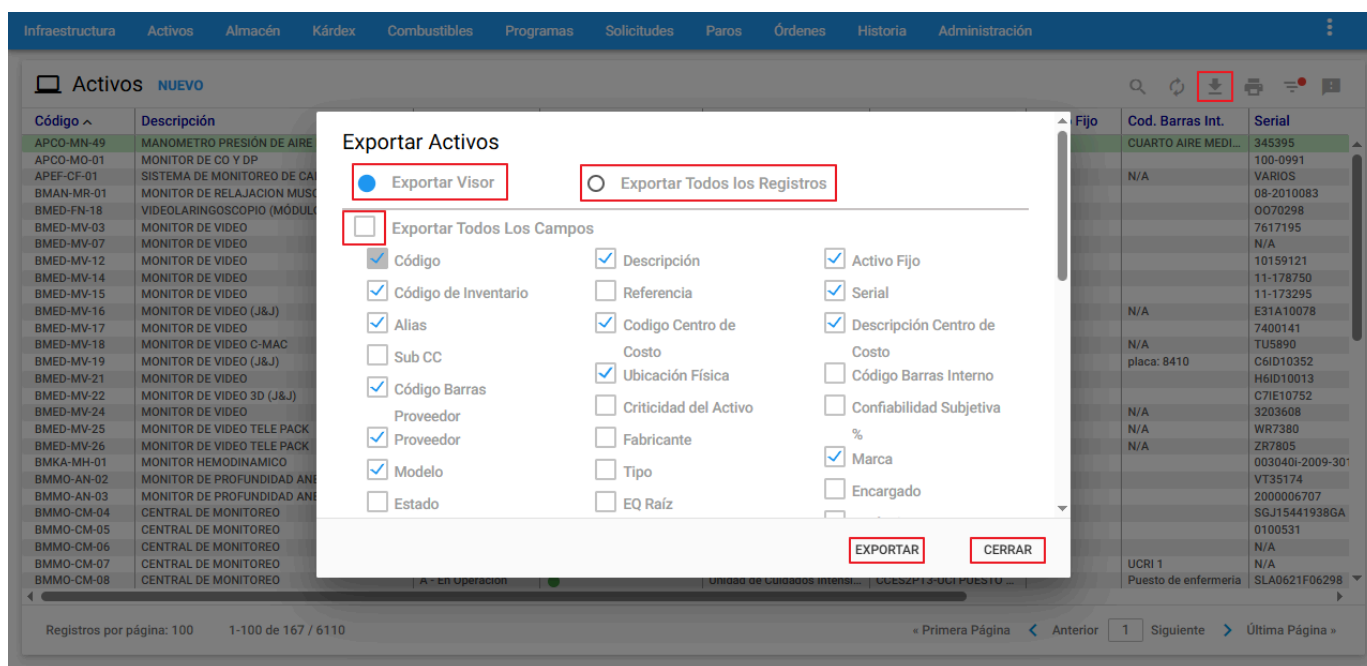 Infraestructura Activos Almacén Kárdex Combustibles Programas Solicitudes Paros Órdenes Historia Administración
Activos NUEVO
Código Descripción Fijo Cod. Barras Int. Serial
APCO-MN-49 MANOMETRO PRESIÓN DE AIRE CUARTO AIRE MEDI... 345395
APCO-MO-01 MONITOR DE CO Y DP 100-0991
APEF-CF-01 SISTEMA DE MONITOREO DE N/A VARIOS
BMAN-MR-01 MONITOR DE RELAJACION 08-2010083
BMED-FN-18 VIDEOLARINGOSCOPIO OO70298
BMED-MV-03 MONITOR DE VIDEO 7617195
BMED-MV-07 MONITOR DE VIDEO N/A
BMED-MV-12 MONITOR DE VIDEO 10159121
BMED-MV-14 MONITOR DE VIDEO 11-178750
BMED-MV-15 MONITOR DE VIDEO 11-173295
BMED-MV-16 MONITOR DE VIDEO (J&J) N/A E31A10078
BMED-MV-17 MONITOR DE VIDEO 7400141
BMED-MV-18 MONITOR DE VIDEO C-MAC N/A TU5890
BMED-MV-19 MONITOR DE VIDEO (J&J) placa: 8410 C6ID10352
BMED-MV-21 MONITOR DE VIDEO H6ID10013
BMED-MV-22 MONITOR DE VIDEO 3D (J&J) C7IE10752
BMED-MV-24 MONITOR DE VIDEO N/A 3203608
BMED-MV-25 MONITOR DE VIDEO TELE PACK N/A WR7380
BMED-MV-26 MONITOR DE VIDEO TELE PACK N/A ZR7805
BMKA-MH-01 MONITOR HEMODINAMICO 003040i-2009-301
BMMO-AN-02 MONITOR DE PROFUNDIDAD VT35174
BMMO-AN-03 MONITOR DE PROFUNDIDAD 2000006707
BMMO-CM-04 CENTRAL DE MONITOREO SGJ15441938GA
BMMO-CM-05 CENTRAL DE MONITOREO 0100531
BMMO-CM-06 CENTRAL DE MONITOREO N/A
BMMO-CM-07 CENTRAL DE MONITOREO UCRI 1 N/A
BMMO-CM-08 CENTRAL DE MONITOREO A - En Operación Unidad de Cuidados Intensi... CCES2P13-UCI PUESTO ... Puesto de enfermeria SLA0621F06298
Exportar Activos
Exportar Visor Exportar Todos los Registros
Exportar Todos Los Campos
Código Descripción Activo Fijo
Código de Inventario Referencia Serial
Alias Codigo Centro de Costo Descripción Centro de Costo
Sub CC Ubicación Física Código Barras Interno
Código Barras Proveedor Criticidad del Activo Confiabilidad Subjetiva %
Proveedor Fabricante Marca
Modelo Tipo Encargado
Estado EQ Raíz
EXPORTAR CERRAR
Registros por página: 100 1-100 de 167 / 6110 « Primera Página Anterior 1 Siguiente Última Página »